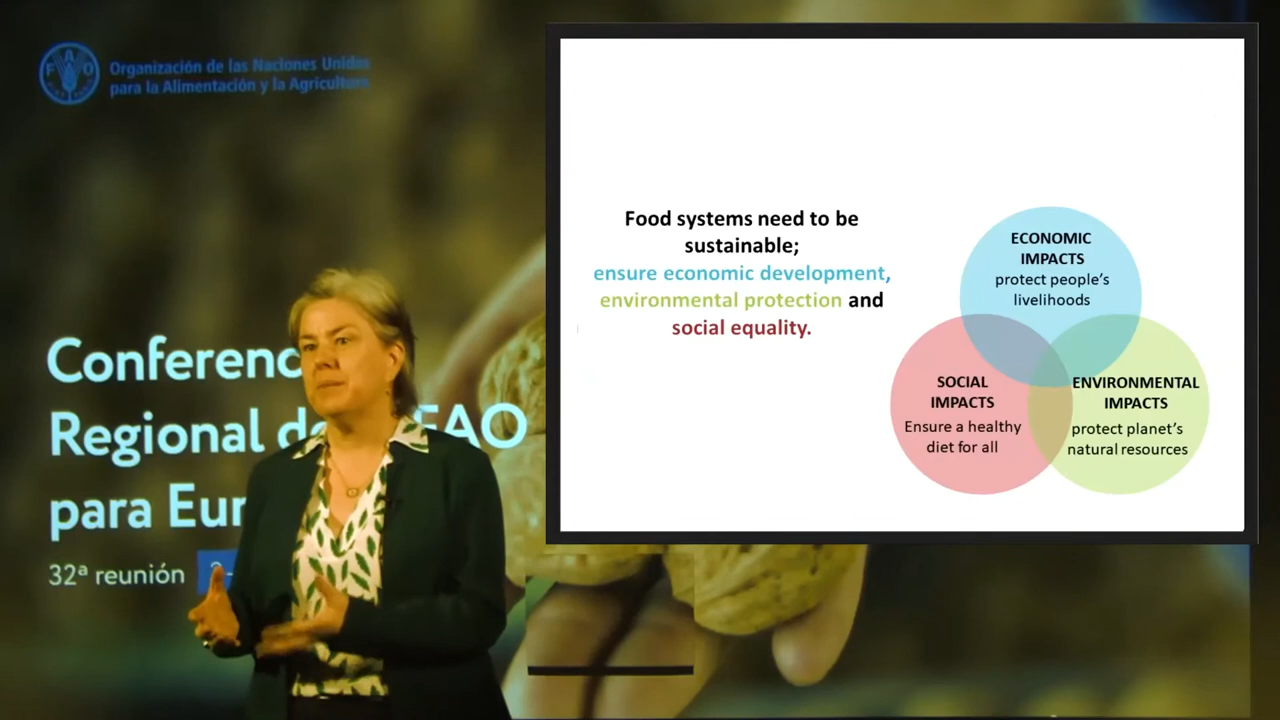 FAO
Organización de las Naciones Unidas
para la Alimentación y la Agricultura
Conferenc
Regional de FAO
para Eur
32ª reunión
Food systems need to be
sustainable;
ensure economic development,
environmental protection and
social equality.
ECONOMIC
IMPACTS
protect people's
livelihoods
SOCIAL
IMPACTS
Ensure a healthy
diet for all
ENVIRONMENTAL
IMPACTS
protect planet's
natural resources